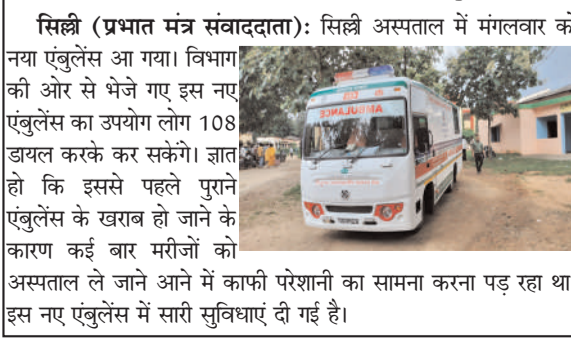 सिल्ली (प्रभात मंत्र संवाददाता): सिल्ली अस्पताल में मंगलवार को
नया एंबुलेंस आ गया। विभाग
की ओर से भेजे गए इस नए
एंबुलेंस का उपयोग लोग 108
डायल करके कर सकेंगे। ज्ञात
हो कि इससे पहले पुराने
एंबुलेंस के खराब हो जाने के
कारण कई बार मरीजों को
अस्पताल ले जाने आने में काफी परेशानी का सामना करना पड़ रहा था
इस नए एंबुलेंस में सारी सुविधाएं दी गई है।
AMBULANCE